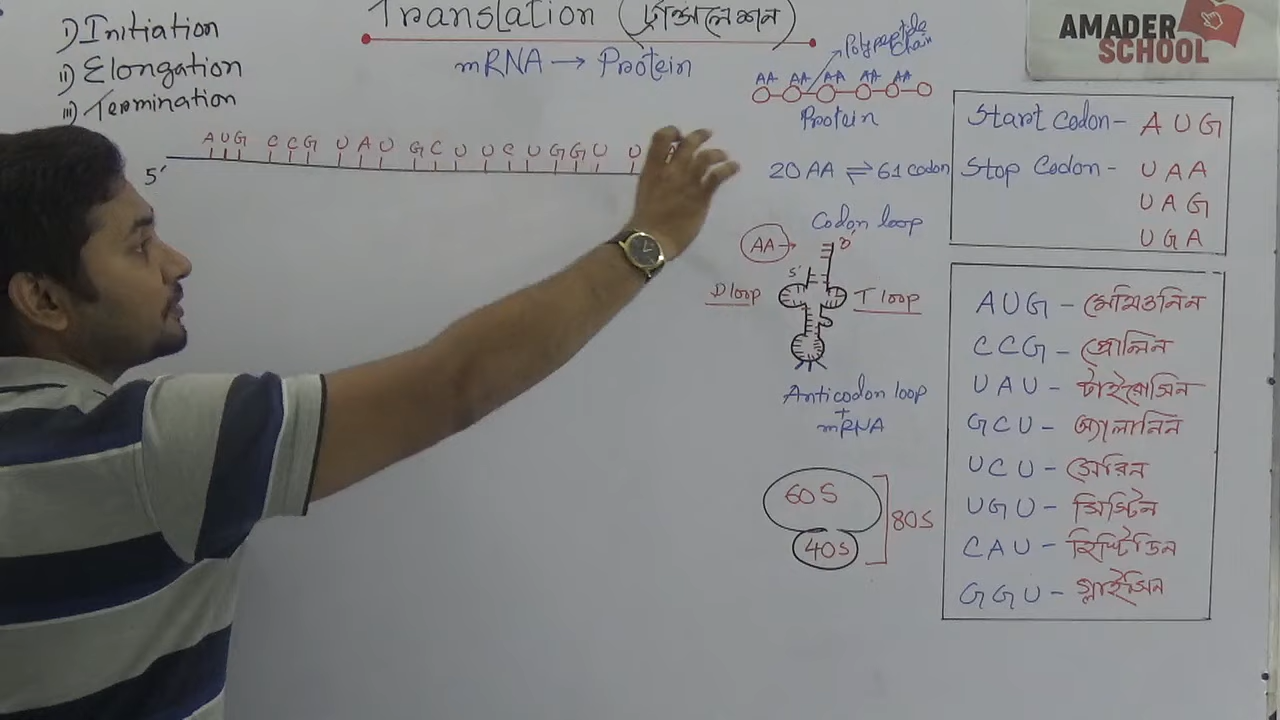 i) Initiation
ii) Elongation
iii) Termination
Translation (ট্রান্সলেশন)
mRNA → Protein
Polypeptide chain
AA AA AA AA AA
Protein
AMADER
SCHOOL
5′ AUG CCG UAU GCU UCU GGU U
20 AA ⇌ 61 codon
Start codon - AUG
Stop Codon - UAA
UAG
UGA
Codon loop
AA →
5′
D loop
T loop
Anticodon loop
+
mRNA
60S
40S
80S
AUG - মেথিওনিন
CCG - প্রোলিন
UAU - টাইরোসিন
GCU - অ্যালানিন
UCU - সেরিন
UGU - সিস্টিন
CAU - হিস্টিডিন
GGU - গ্লাইসিন